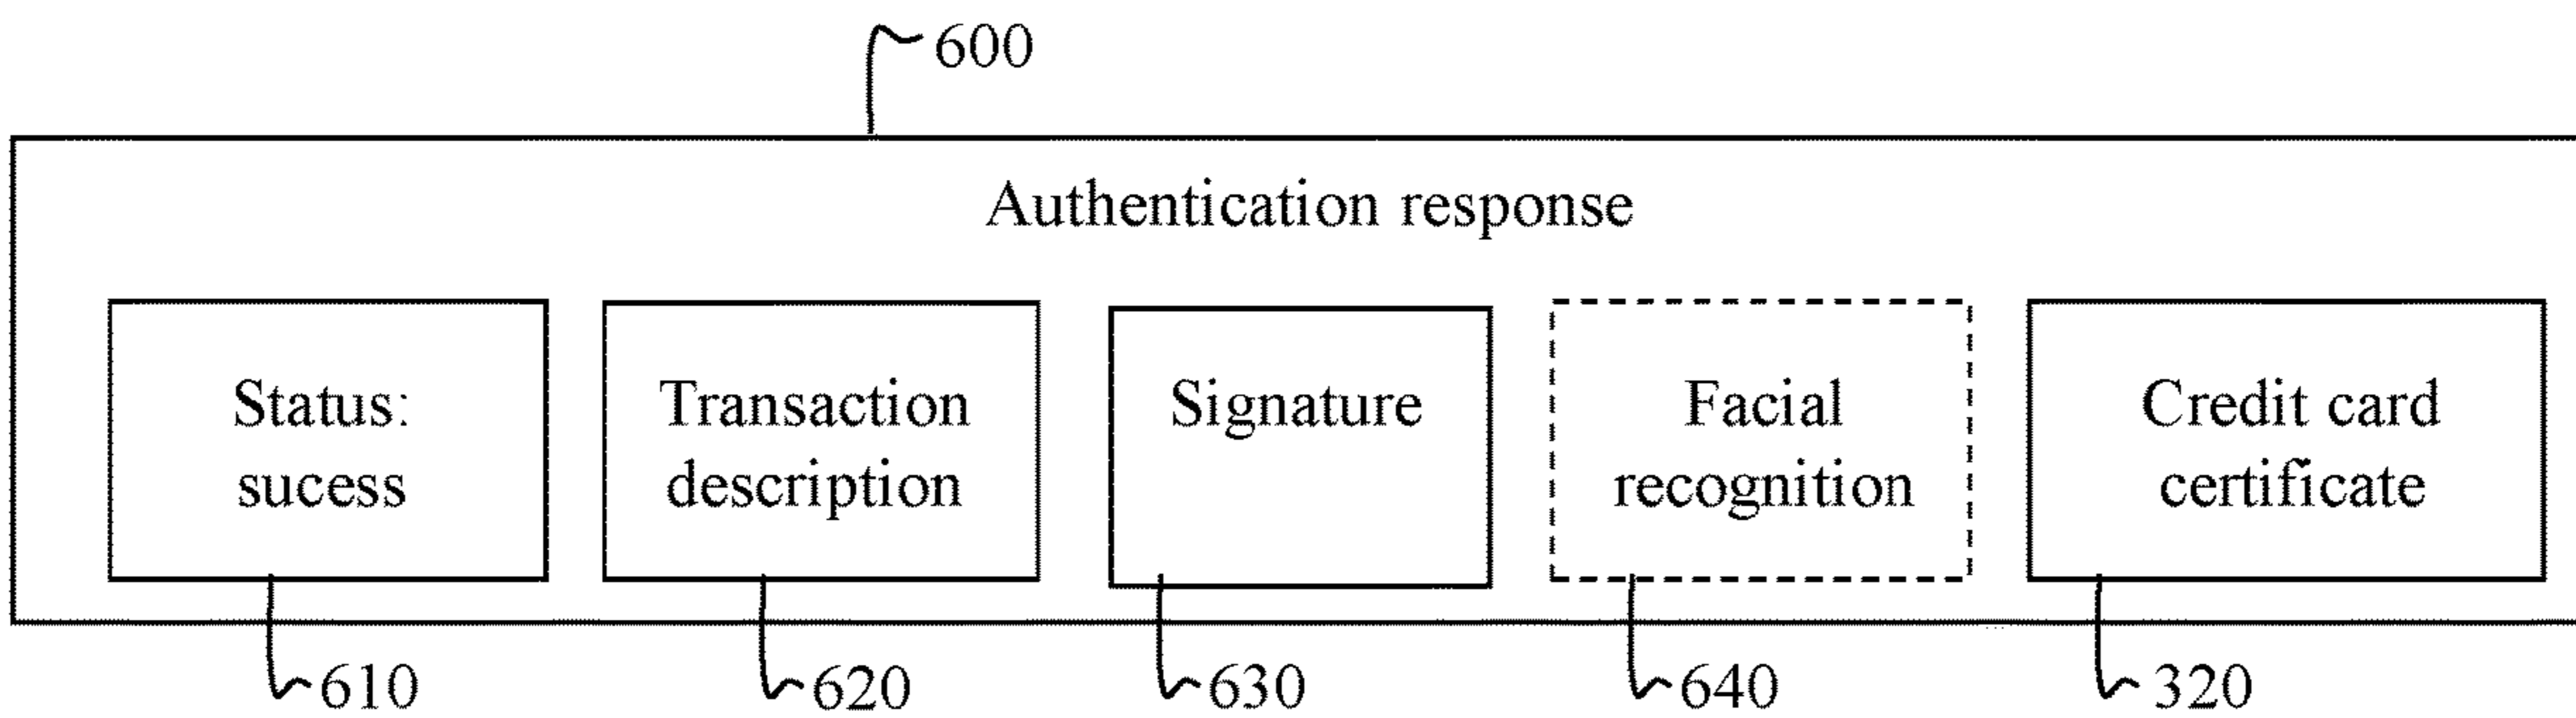 600
Authentication response
Status:
sucess
Transaction
description
Signature
Facial
recognition
Credit card
certificate
610
620
630
640
320